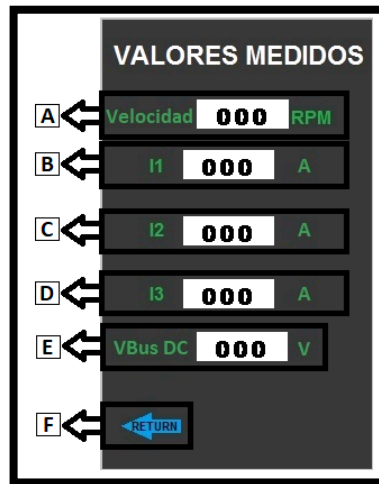 VALORES MEDIDOS
A Velocidad 000 RPM
B I1 000 A
C I2 000 A
D I3 000 A
E VBus DC 000 V
F RETURN